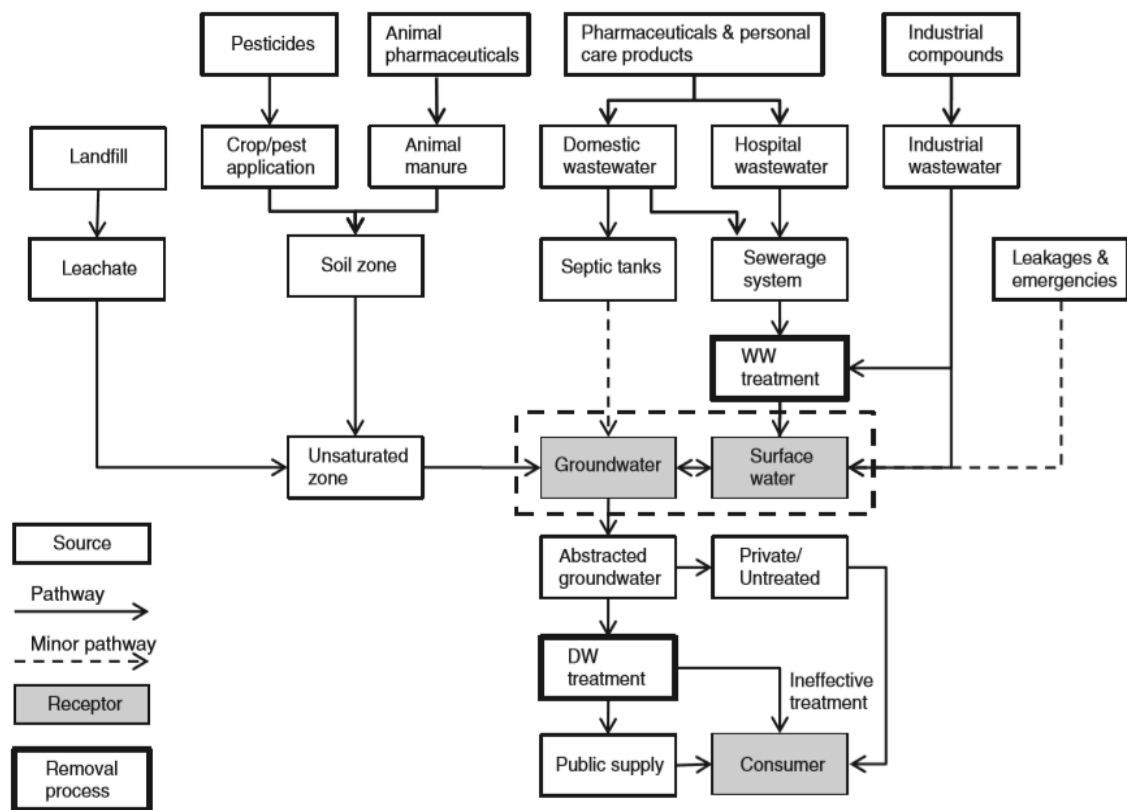 Pesticides
Animal
pharmaceuticals
Pharmaceuticals & personal
care products
Industrial
compounds
Landfill
Crop/pest
application
Animal
manure
Domestic
wastewater
Hospital
wastewater
Industrial
wastewater
Leachate
Soil zone
Septic tanks
Sewerage
system
Leakages &
emergencies
WW
treatment
Unsaturated
zone
Groundwater
Surface
water
Source
Pathway
Minor pathway
Receptor
Removal
process
Abstracted
groundwater
Private/
Untreated
DW
treatment
Ineffective
treatment
Public supply
Consumer